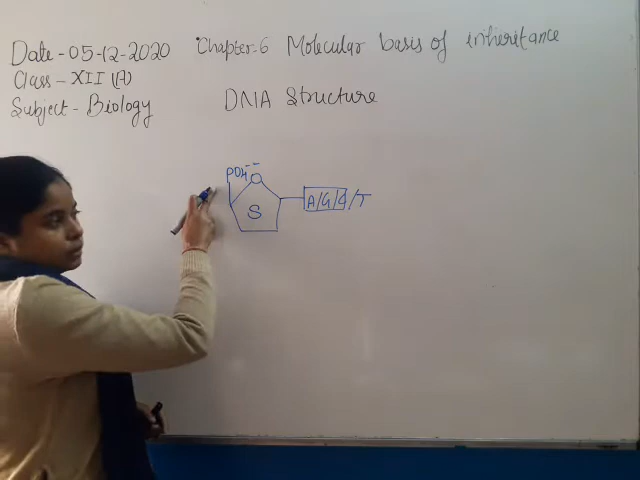 Date - 05-12-2020 Chapter-6 Molecular basis of inheritance
Class - XII (A)
Subject - Biology
DNA Structure
PO4-- O
S A/G/C/T